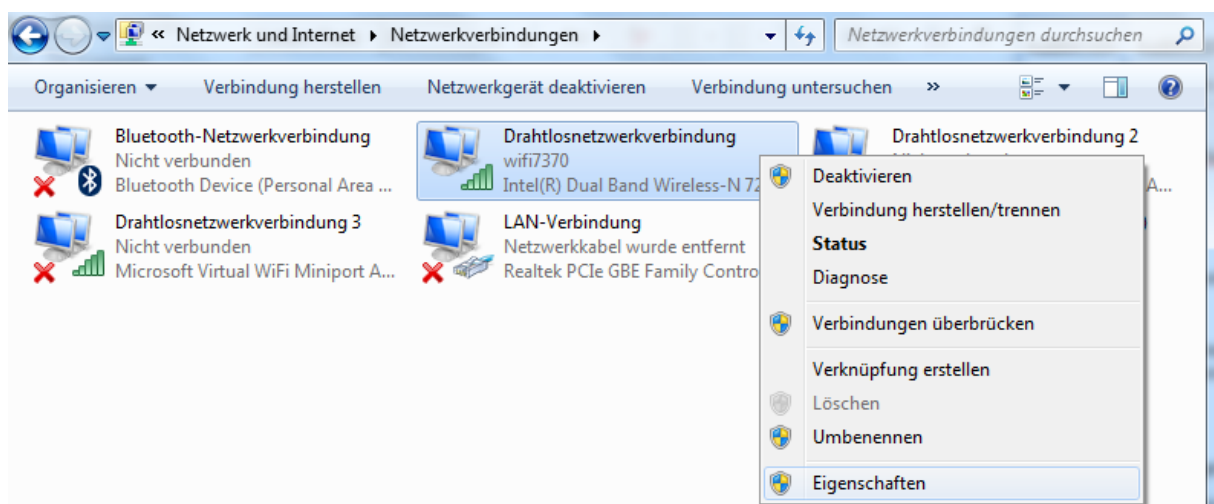 « Netzwerk und Internet Netzwerkverbindungen
Netzwerkverbindungen durchsuchen
Organisieren Verbindung herstellen Netzwerkgerät deaktivieren Verbindung untersuchen »
Bluetooth-Netzwerkverbindung
Nicht verbunden
Bluetooth Device (Personal Area ...
Drahtlosnetzwerkverbindung
wifi7370
Intel(R) Dual Band Wireless-N 72
Drahtlosnetzwerkverbindung 2
A...
Drahtlosnetzwerkverbindung 3
Nicht verbunden
Microsoft Virtual WiFi Miniport A...
LAN-Verbindung
Netzwerkkabel wurde entfernt
Realtek PCIe GBE Family Contro
Deaktivieren
Verbindung herstellen/trennen
Status
Diagnose
Verbindungen überbrücken
Verknüpfung erstellen
Löschen
Umbenennen
Eigenschaften